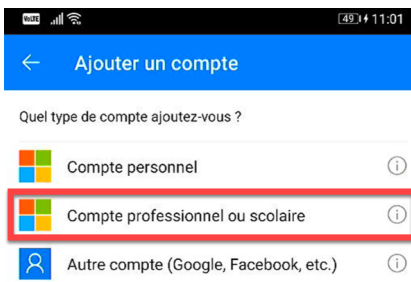 VoLTE 49 11:01
Ajouter un compte
Quel type de compte ajoutez-vous ?
Compte personnel
Compte professionnel ou scolaire
Autre compte (Google, Facebook, etc.)